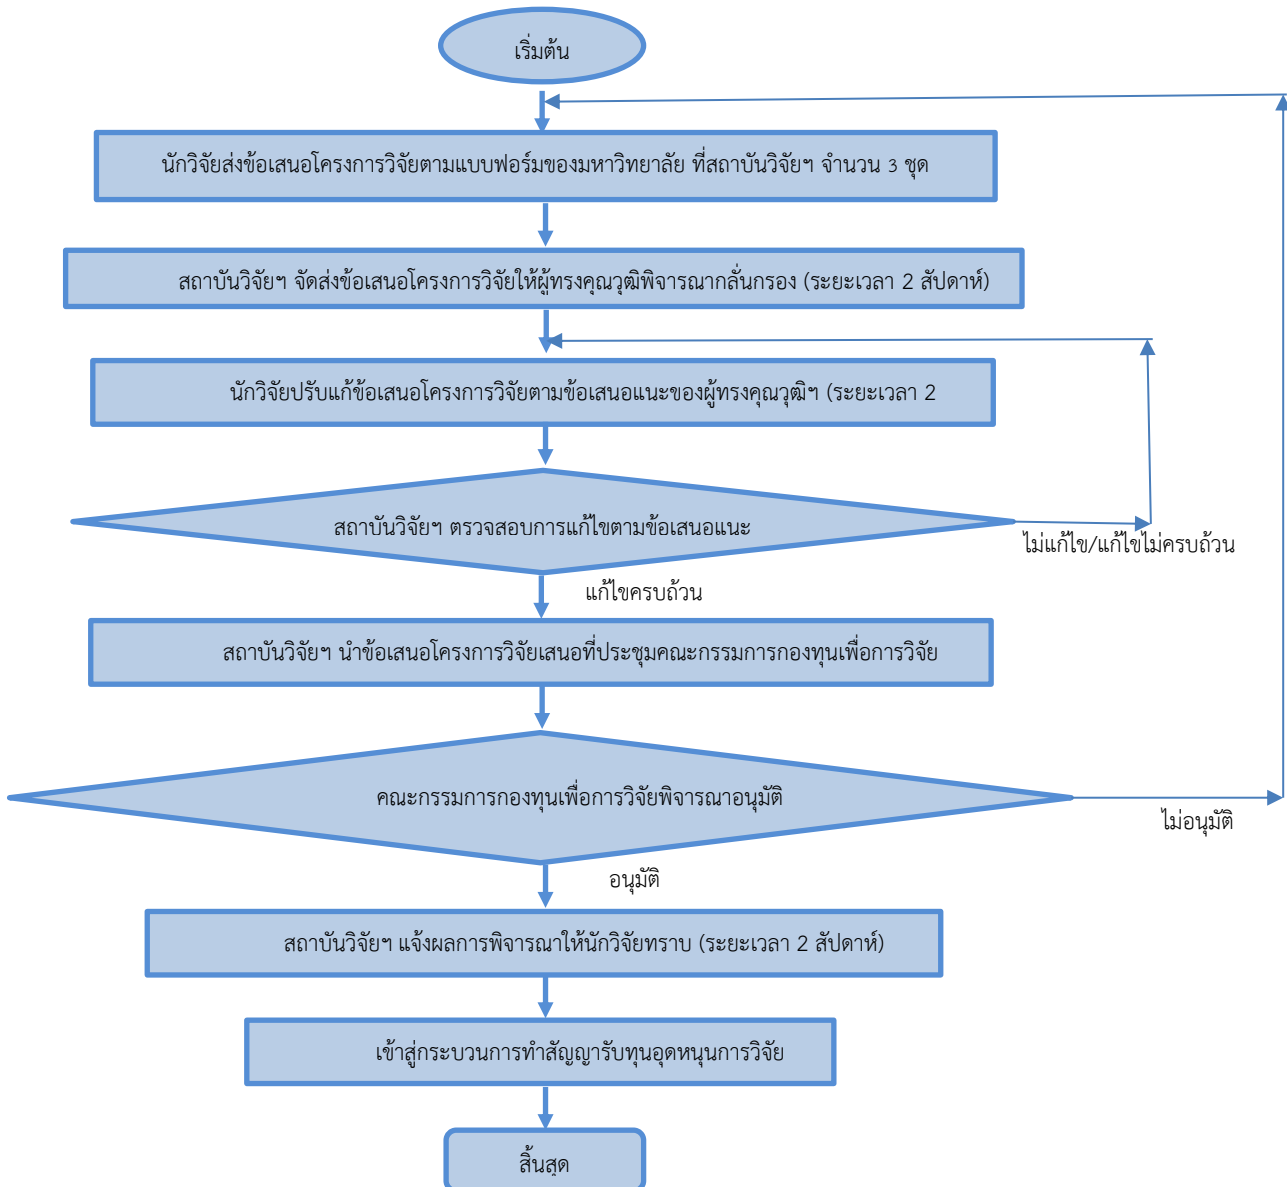 เริ่มต้น
นักวิจัยส่งข้อเสนอโครงการวิจัยตามแบบฟอร์มของมหาวิทยาลัย ที่สถาบันวิจัยฯ จำนวน 3 ชุด
สถาบันวิจัยฯ จัดส่งข้อเสนอโครงการวิจัยให้ผู้ทรงคุณวุฒิพิจารณากลั่นกรอง (ระยะเวลา 2 สัปดาห์)
นักวิจัยปรับแก้ข้อเสนอโครงการวิจัยตามข้อเสนอแนะของผู้ทรงคุณวุฒิฯ (ระยะเวลา 2
สถาบันวิจัยฯ ตรวจสอบการแก้ไขตามข้อเสนอแนะ
ไม่แก้ไข/แก้ไขไม่ครบถ้วน
แก้ไขครบถ้วน
สถาบันวิจัยฯ นำข้อเสนอโครงการวิจัยเสนอที่ประชุมคณะกรรมการกองทุนเพื่อการวิจัย
คณะกรรมการกองทุนเพื่อการวิจัยพิจารณาอนุมัติ
ไม่อนุมัติ
อนุมัติ
สถาบันวิจัยฯ แจ้งผลการพิจารณาให้นักวิจัยทราบ (ระยะเวลา 2 สัปดาห์)
เข้าสู่กระบวนการทำสัญญารับทุนอุดหนุนการวิจัย
สิ้นสุด